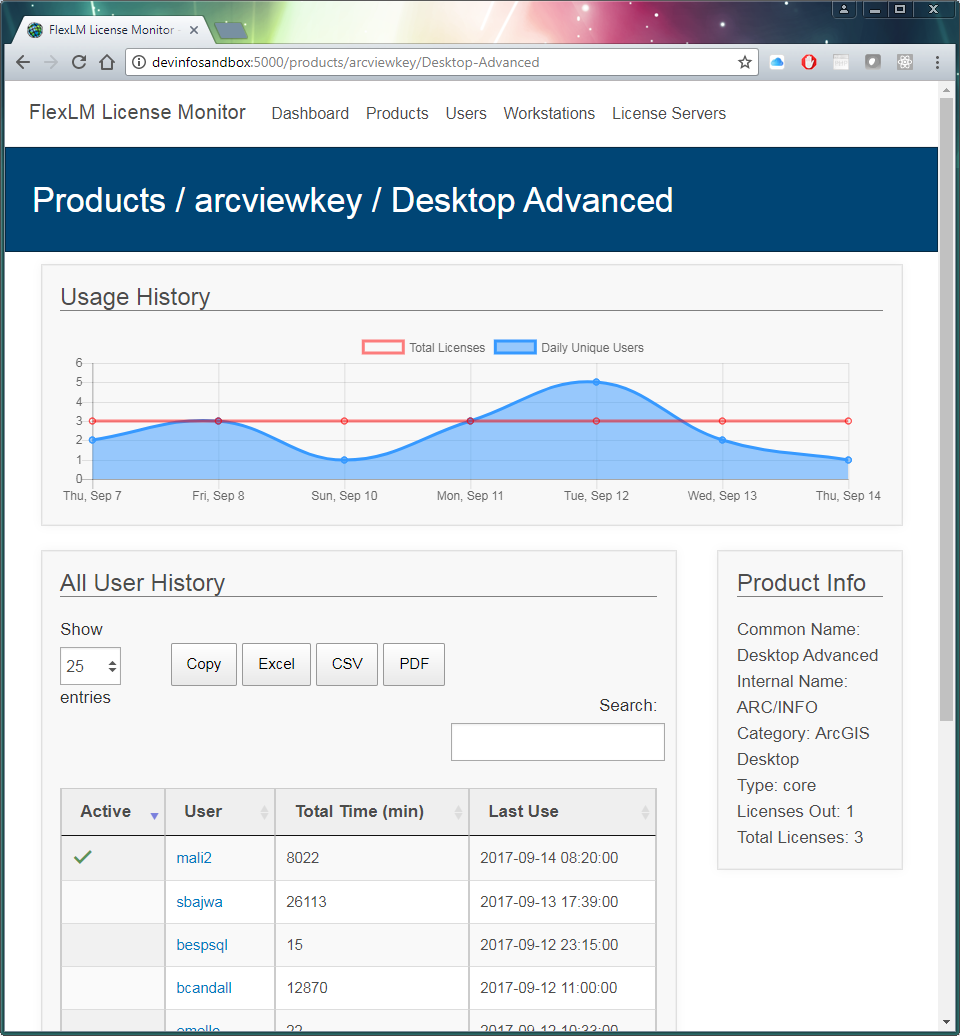 FlexLM License Monitor
devinfosandbox:5000/products/arcviewkey/Desktop-Advanced
FlexLM License Monitor Dashboard Products Users Workstations License Servers
Products / arcviewkey / Desktop Advanced
Usage History
Total Licenses Daily Unique Users
6
5
4
3
2
1
0
Thu, Sep 7 Fri, Sep 8 Sun, Sep 10 Mon, Sep 11 Tue, Sep 12 Wed, Sep 13 Thu, Sep 14
All User History
Show
25
entries
Copy Excel CSV PDF
Search:
Active User Total Time (min) Last Use
mali2 8022 2017-09-14 08:20:00
sbajwa 26113 2017-09-13 17:39:00
bespsql 15 2017-09-12 23:15:00
bcandall 12870 2017-09-12 11:00:00
22 2017-09-12 10:33:00
Product Info
Common Name:
Desktop Advanced
Internal Name:
ARC/INFO
Category: ArcGIS
Desktop
Type: core
Licenses Out: 1
Total Licenses: 3